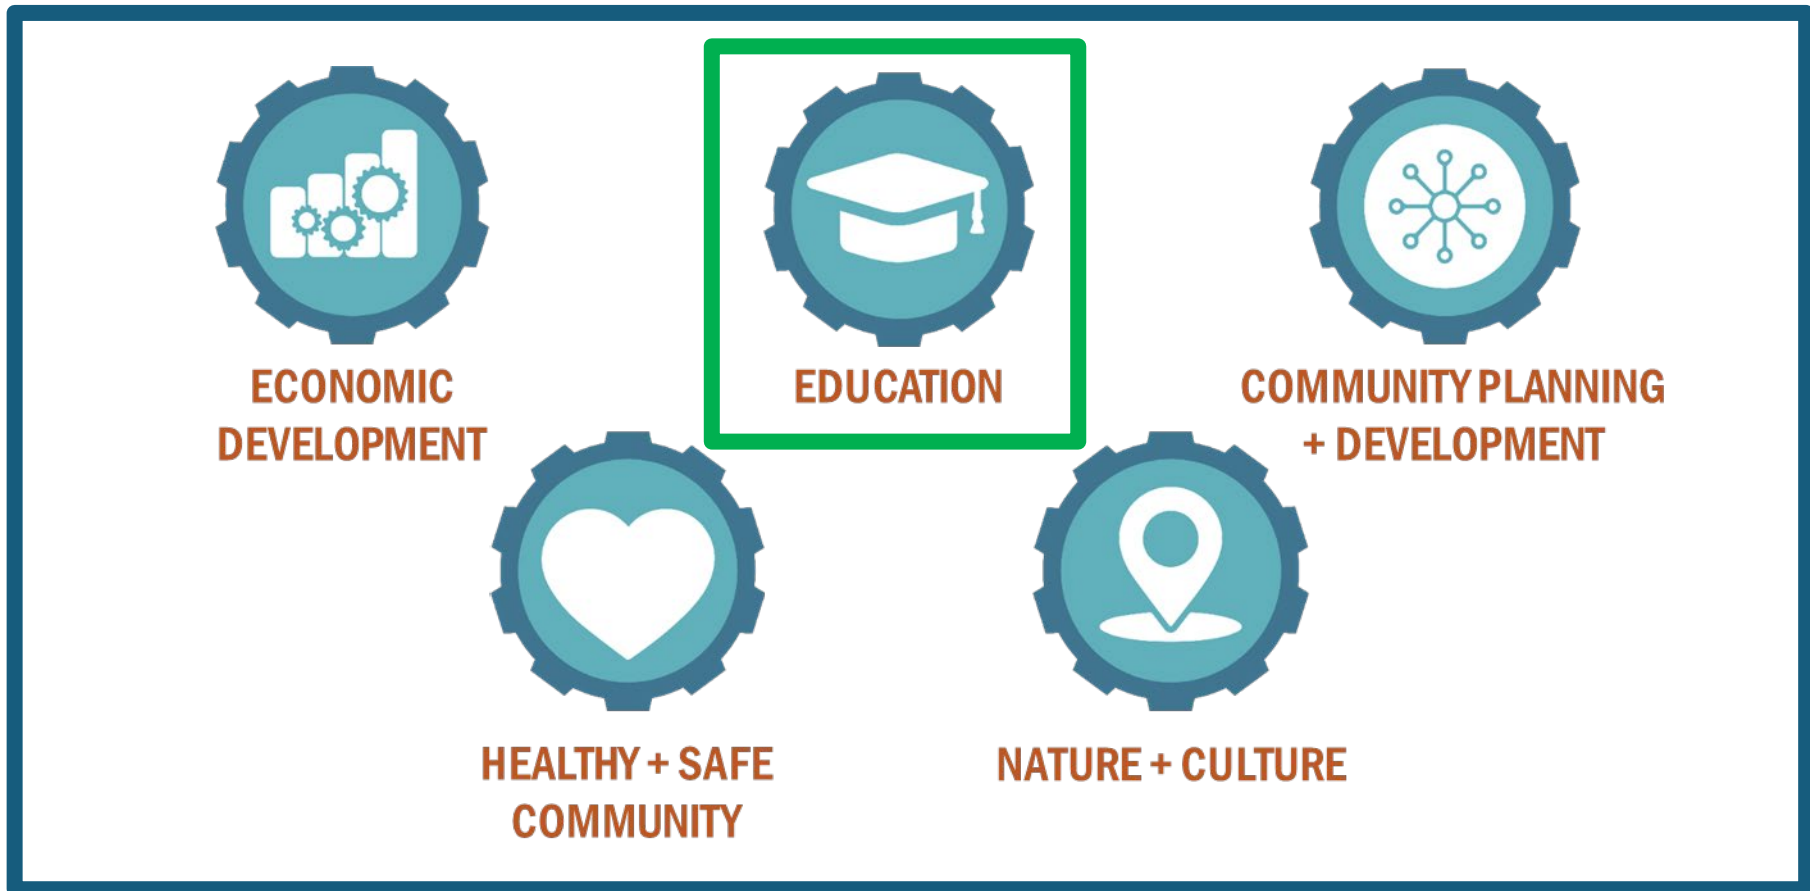 ECONOMIC
DEVELOPMENT
EDUCATION
COMMUNITY PLANNING
+ DEVELOPMENT
HEALTHY + SAFE
COMMUNITY
NATURE + CULTURE